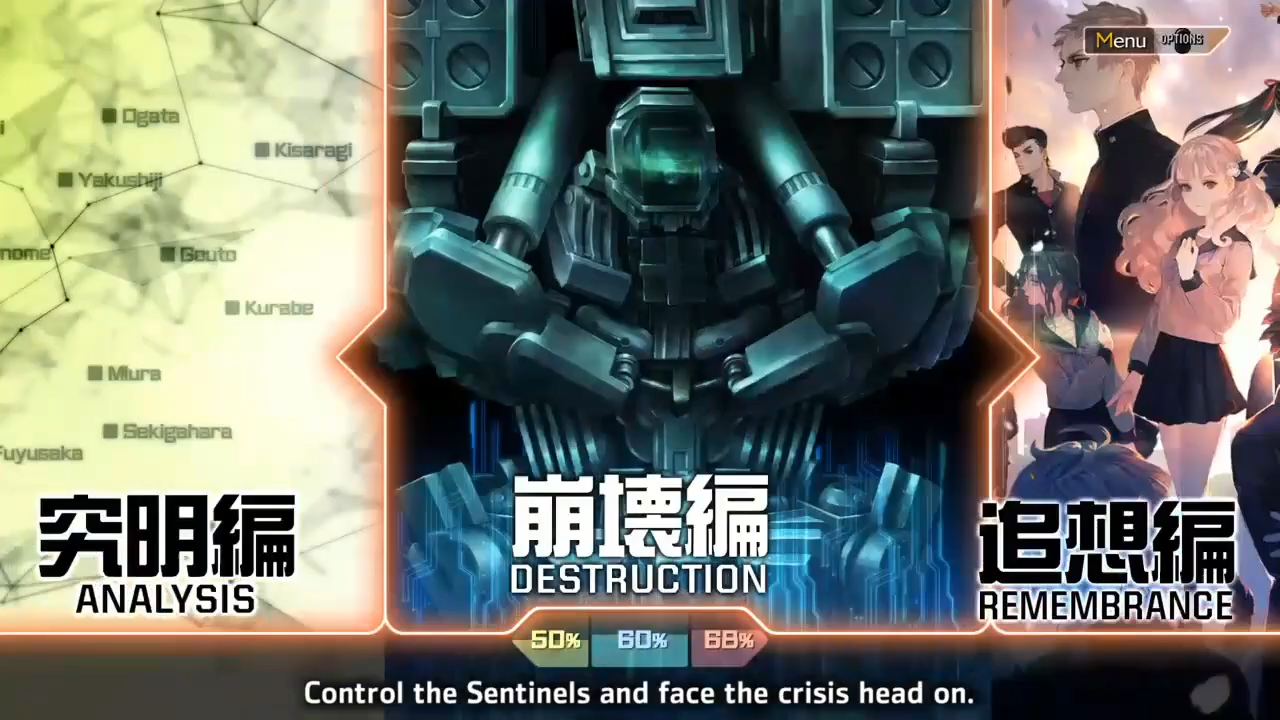 Menu OPTIONS
Ogata
Kisaragi
Yakushiji
Gouto
Kurabe
Miura
Sekigahara
Fuyusaka
究明編
ANALYSIS
崩壊編
DESTRUCTION
追想編
REMEMBRANCE
50% 60% 68%
Control the Sentinels and face the crisis head on.